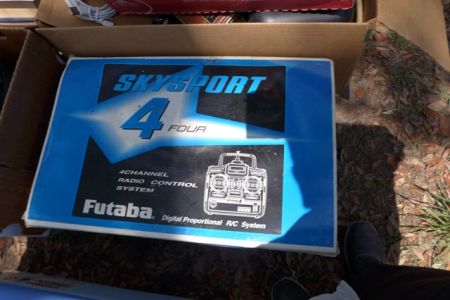 SKYSPORT
4 FOUR
4CHANNEL
RADIO CONTROL
SYSTEM
Futaba
Digital Proportional R/C System